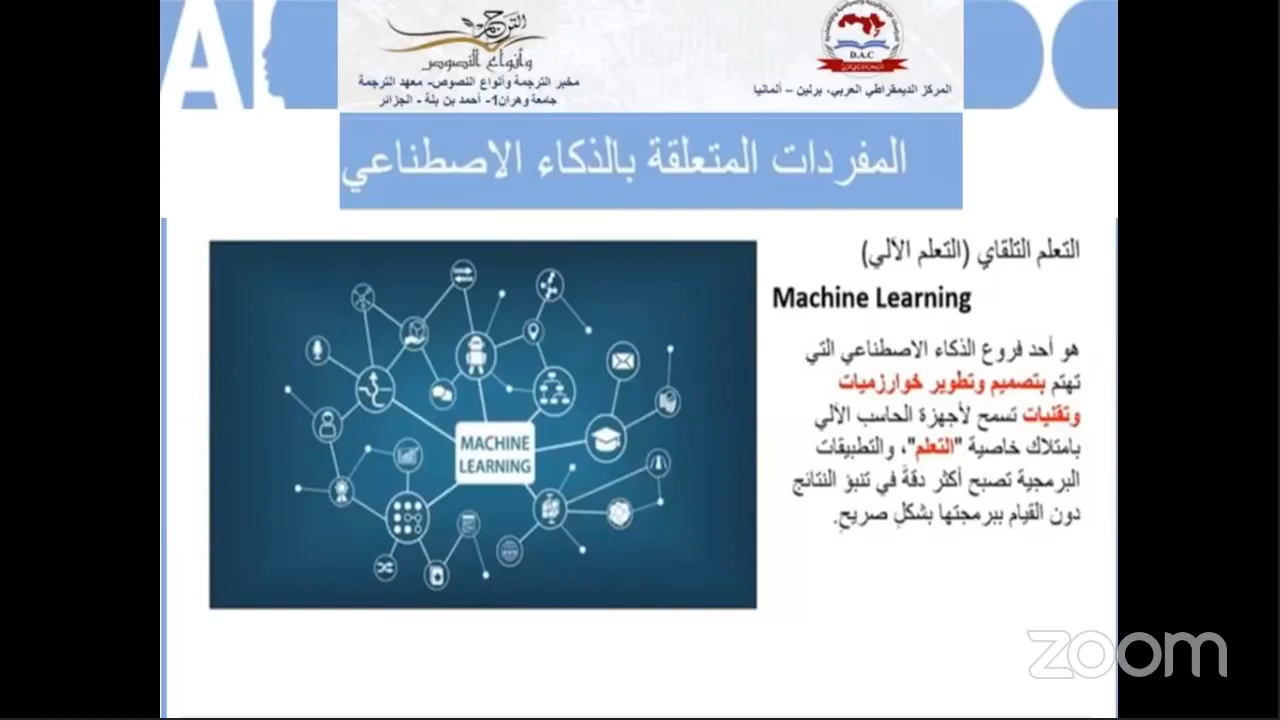 الترجمة
وأنواع النصوص
مخبر الترجمة وأنواع النصوص- معهد الترجمة
جامعة وهران1- أحمد بن بلة - الجزائر
D.A.C
المركز الديمقراطي العربي، برلين – ألمانيا
المفردات المتعلقة بالذكاء الاصطناعي
التعلم التلقاي (التعلم الآلي)
Machine Learning
هو أحد فروع الذكاء الاصطناعي التي
تهتم بتصميم وتطوير خوارزميات
وتقنيات تسمح لأجهزة الحاسب الآلي
بامتلاك خاصية "التعلم"، والتطبيقات
البرمجية تصبح أكثر دقةً في تنبؤ النتائج
دون القيام ببرمجتها بشكلٍ صريحٍ.
MACHINE
LEARNING
zoom